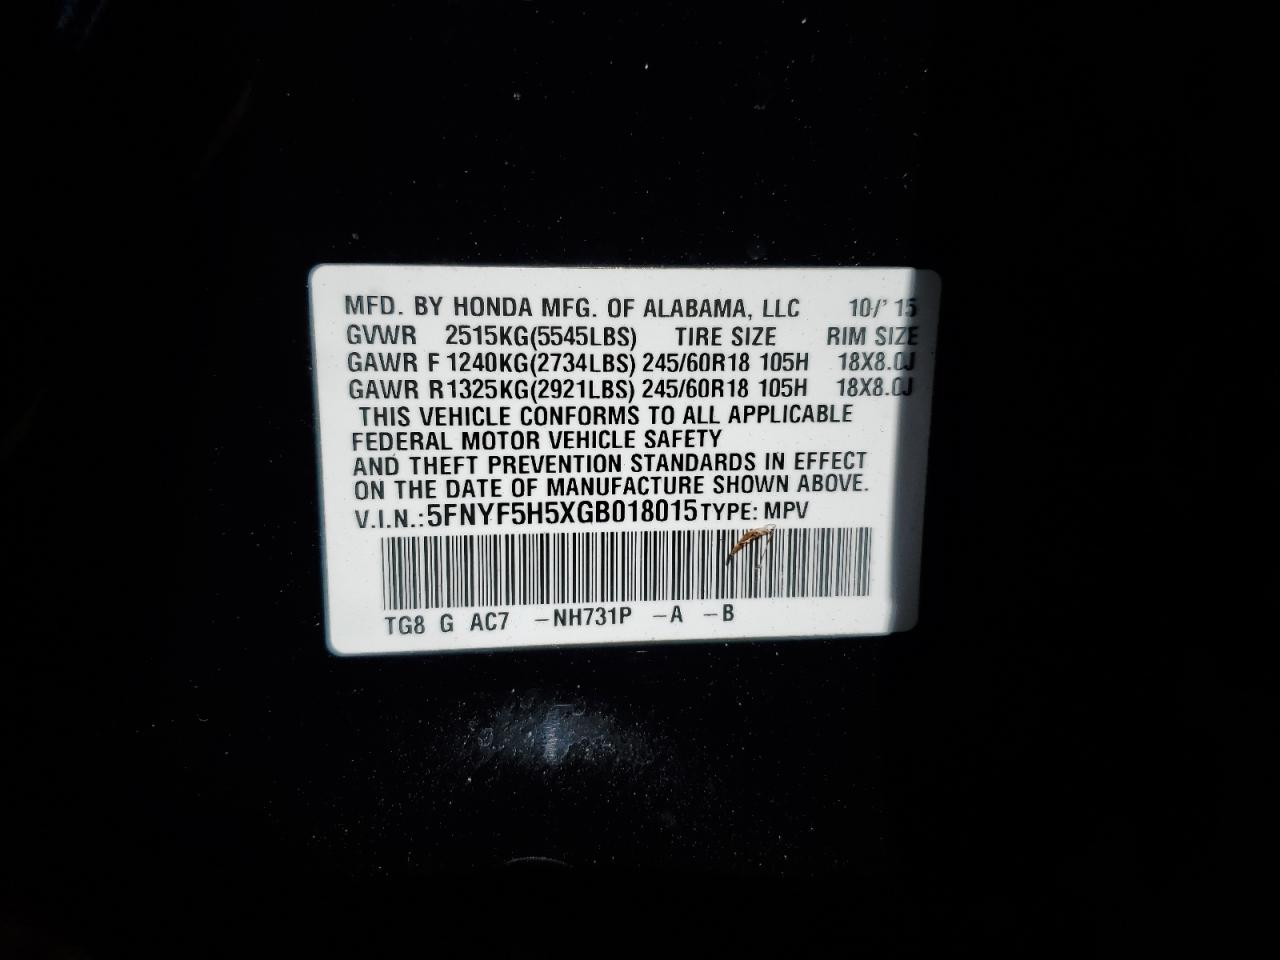 MFD. BY HONDA MFG. OF ALABAMA, LLC 10/' 15
GVWR 2515KG(5545LBS) TIRE SIZE RIM SIZE
GAWR F 1240KG(2734LBS) 245/60R18 105H 18X8.0J
GAWR R 1325KG(2921LBS) 245/60R18 105H 18X8.0J
THIS VEHICLE CONFORMS TO ALL APPLICABLE
FEDERAL MOTOR VEHICLE SAFETY
AND THEFT PREVENTION STANDARDS IN EFFECT
ON THE DATE OF MANUFACTURE SHOWN ABOVE.
V.I.N.: 5FNYF5H5XGB018015 TYPE: MPV
TG8 G AC7 -NH731P -A -B